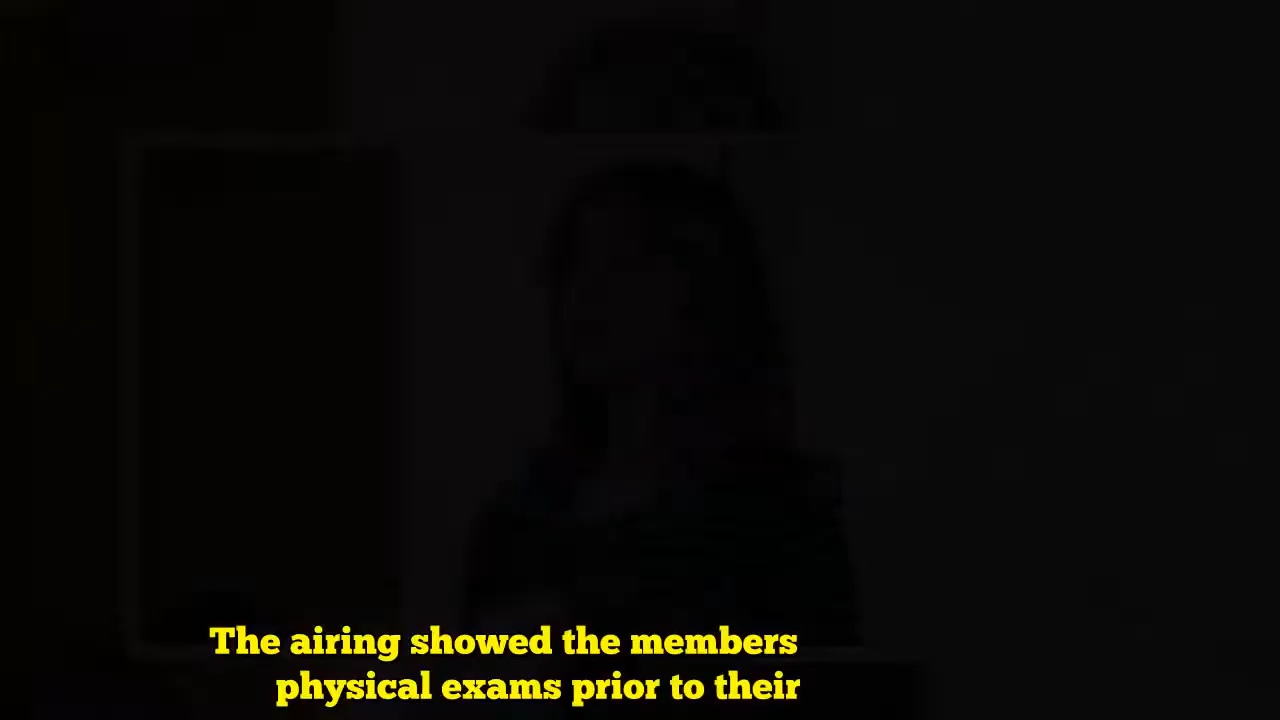 The airing showed the members
physical exams prior to their